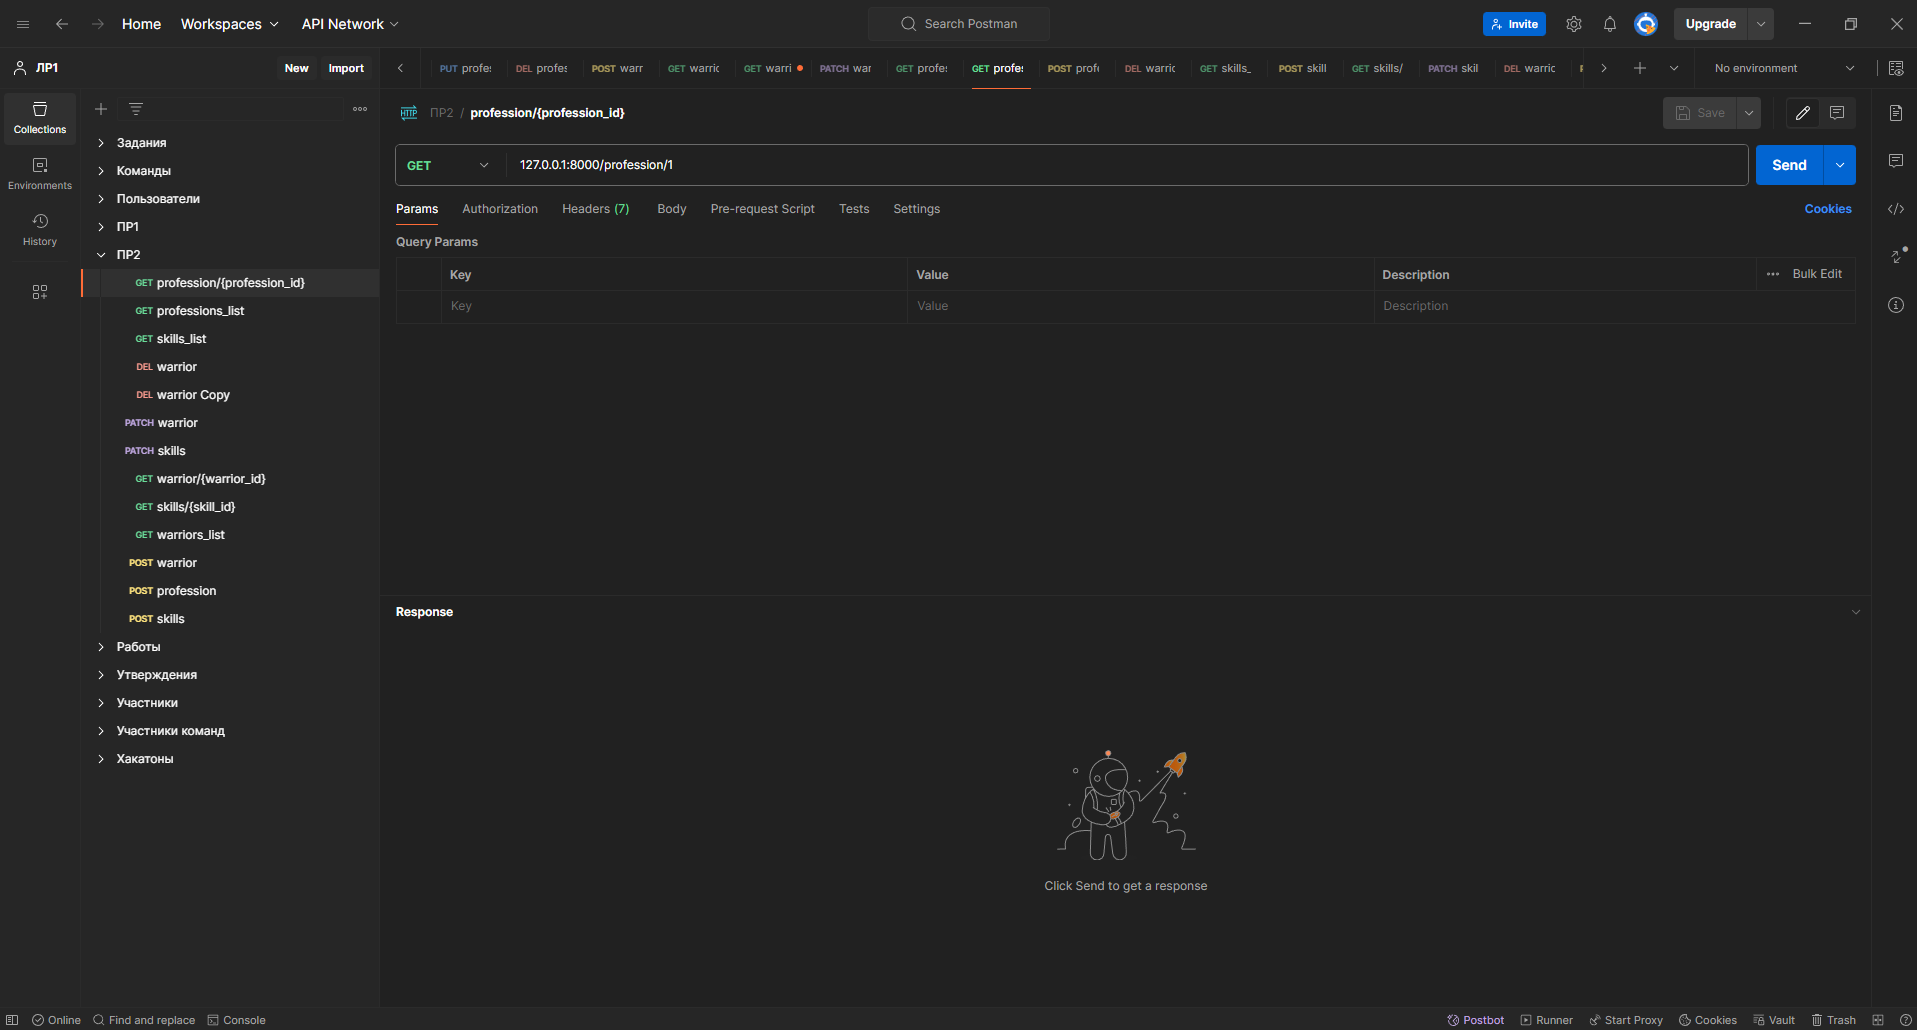 Home Workspaces API Network Search Postman Invite Upgrade
ЛР1 New Import PUT profe DEL profes POST warr GET warric GET warri PATCH war GET profe: GET profe: POST prof DEL warric GET skills_ POST skill GET skills/ PATCH skil DEL warric No environment
Collections
Environments
History
Задания
Команды
Пользователи
ПР1
ПР2
GET profession/{profession_id}
GET professions_list
GET skills_list
DEL warrior
DEL warrior Copy
PATCH warrior
PATCH skills
GET warrior/{warrior_id}
GET skills/{skill_id}
GET warriors_list
POST warrior
POST profession
POST skills
Работы
Утверждения
Участники
Участники команд
Хакатоны
HTTP ПР2 / profession/{profession_id} Save
GET 127.0.0.1:8000/profession/1 Send
Params Authorization Headers (7) Body Pre-request Script Tests Settings Cookies
Query Params
Key Value Description Bulk Edit
Key Value Description
Response
Click Send to get a response
Online Find and replace Console Postbot Runner Start Proxy Cookies Vault Trash